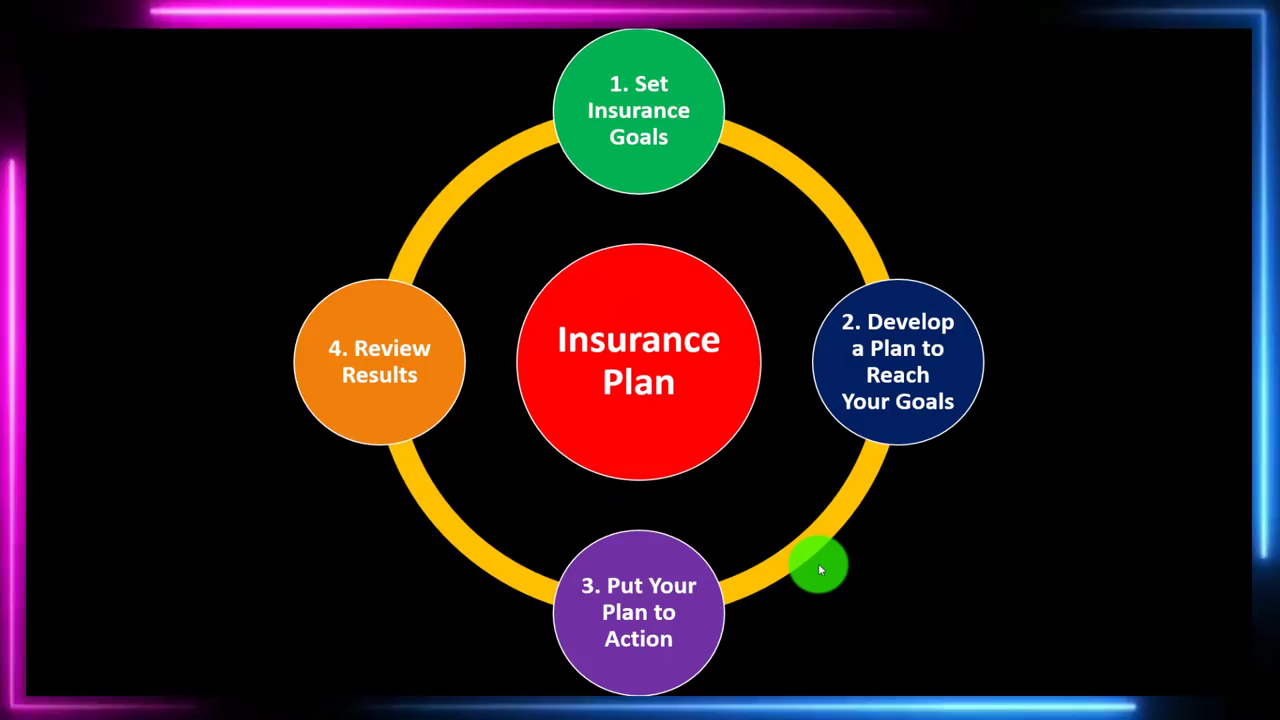 1. Set
Insurance
Goals
2. Develop
a Plan to
Reach
Your Goals
Insurance
Plan
4. Review
Results
3. Put Your
Plan to
Action